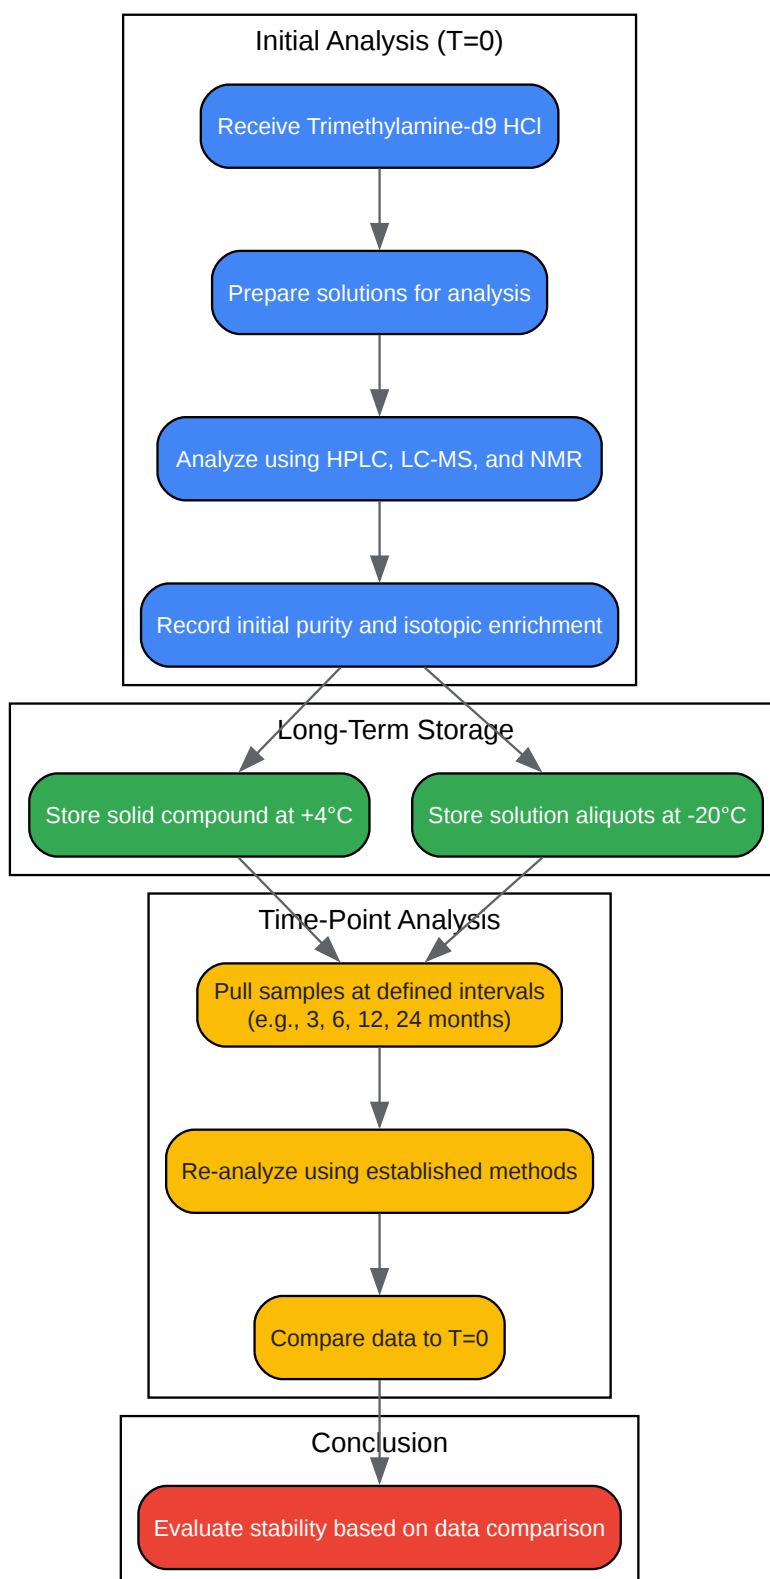 Initial Analysis (T=0)
Receive Trimethylamine-d9 HCl
Prepare solutions for analysis
Analyze using HPLC, LC-MS, and NMR
Record initial purity and isotopic enrichment
Long-Term Storage
Store solid compound at +4°C
Store solution aliquots at -20°C
Time-Point Analysis
Pull samples at defined intervals
(e.g., 3, 6, 12, 24 months)
Re-analyze using established methods
Compare data to T=0
Conclusion
Evaluate stability based on data comparison